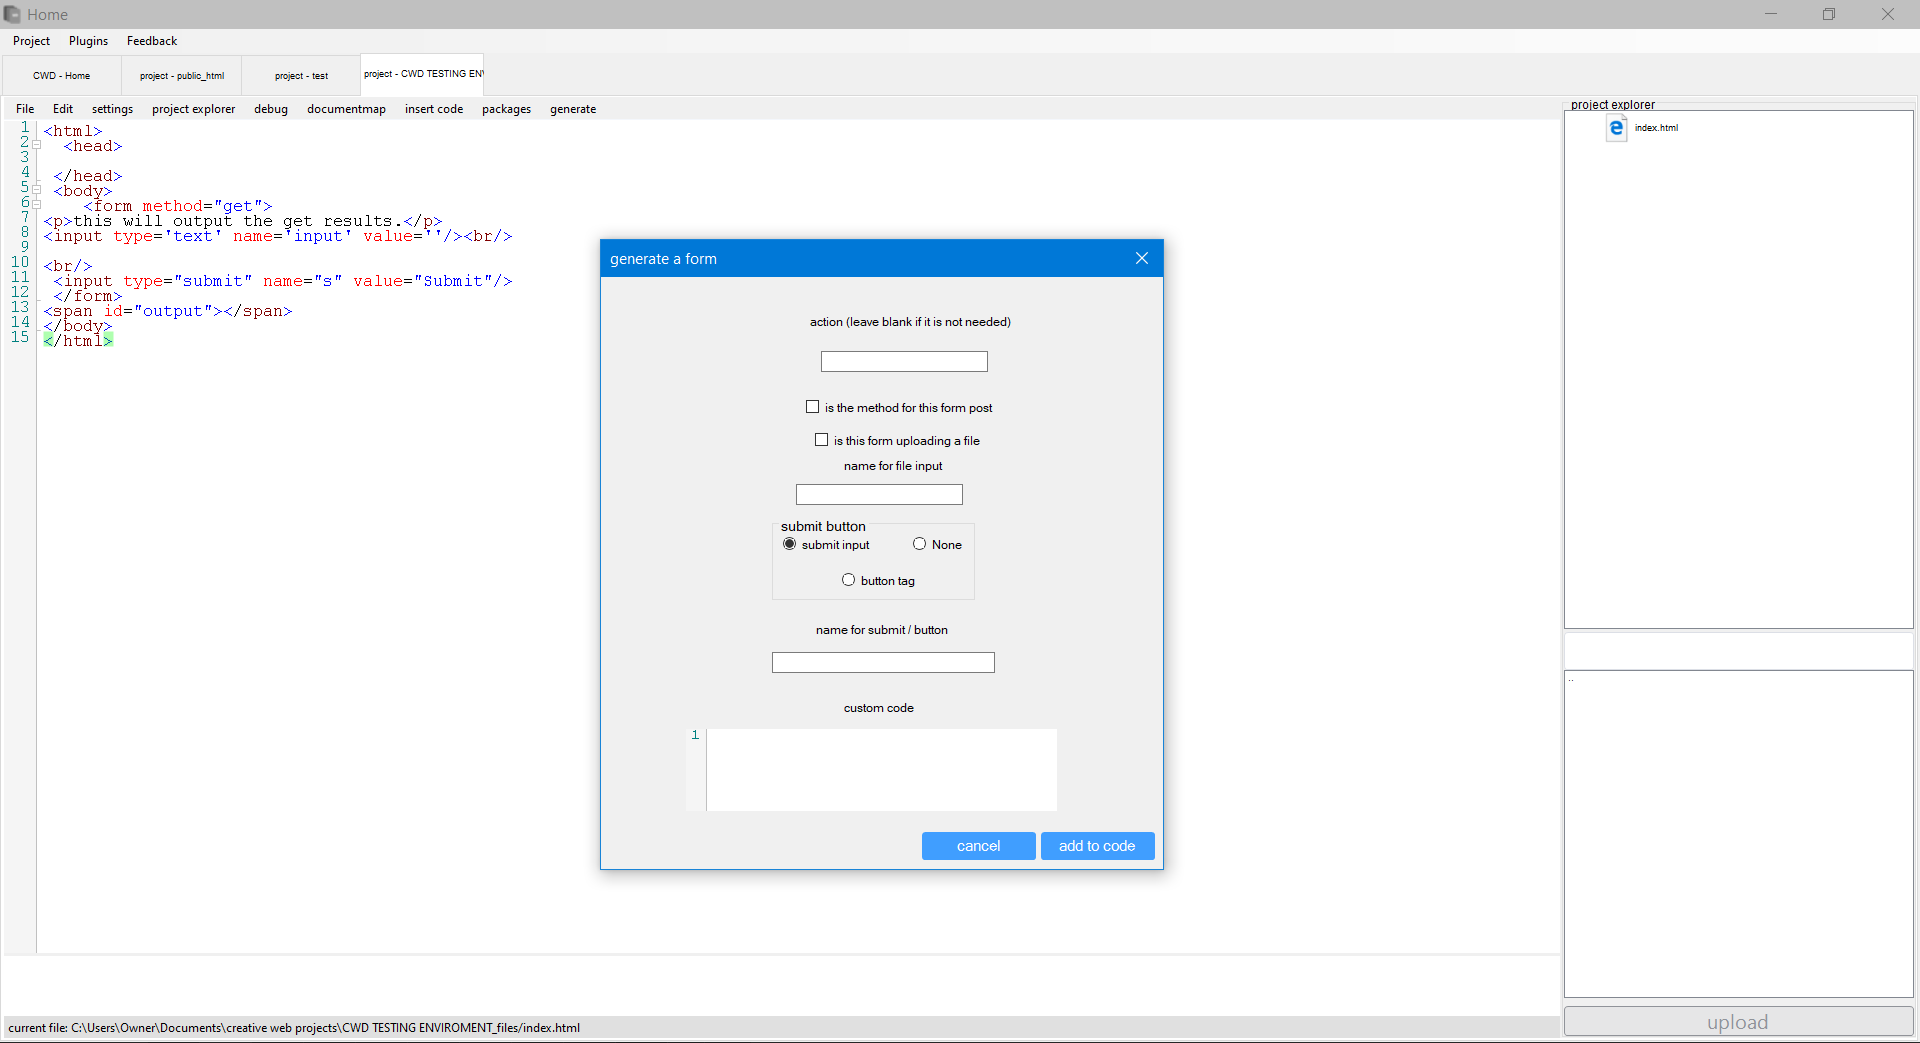 Home
Project Plugins Feedback
CWD - Home project - public_html project - test project - CWD TESTING EN
File Edit settings project explorer debug documentmap insert code packages generate
1 <html>
2 <head>
3
4 </head>
5 <body>
6 <form method="get">
7 <p>this will output the get results.</p>
8 <input type='text' name='input' value=''/><br/>
9
10 <br/>
11 <input type="submit" name="s" value="Submit"/>
12 </form>
13 <span id="output"></span>
14 </body>
15 </html>
generate a form
action (leave blank if it is not needed)
is the method for this form post
is this form uploading a file
name for file input
submit button
submit input None
button tag
name for submit / button
custom code
1
cancel add to code
project explorer
index.html
..
upload
current file: C:\Users\Owner\Documents\creative web projects\CWD TESTING ENVIROMENT_files/index.html